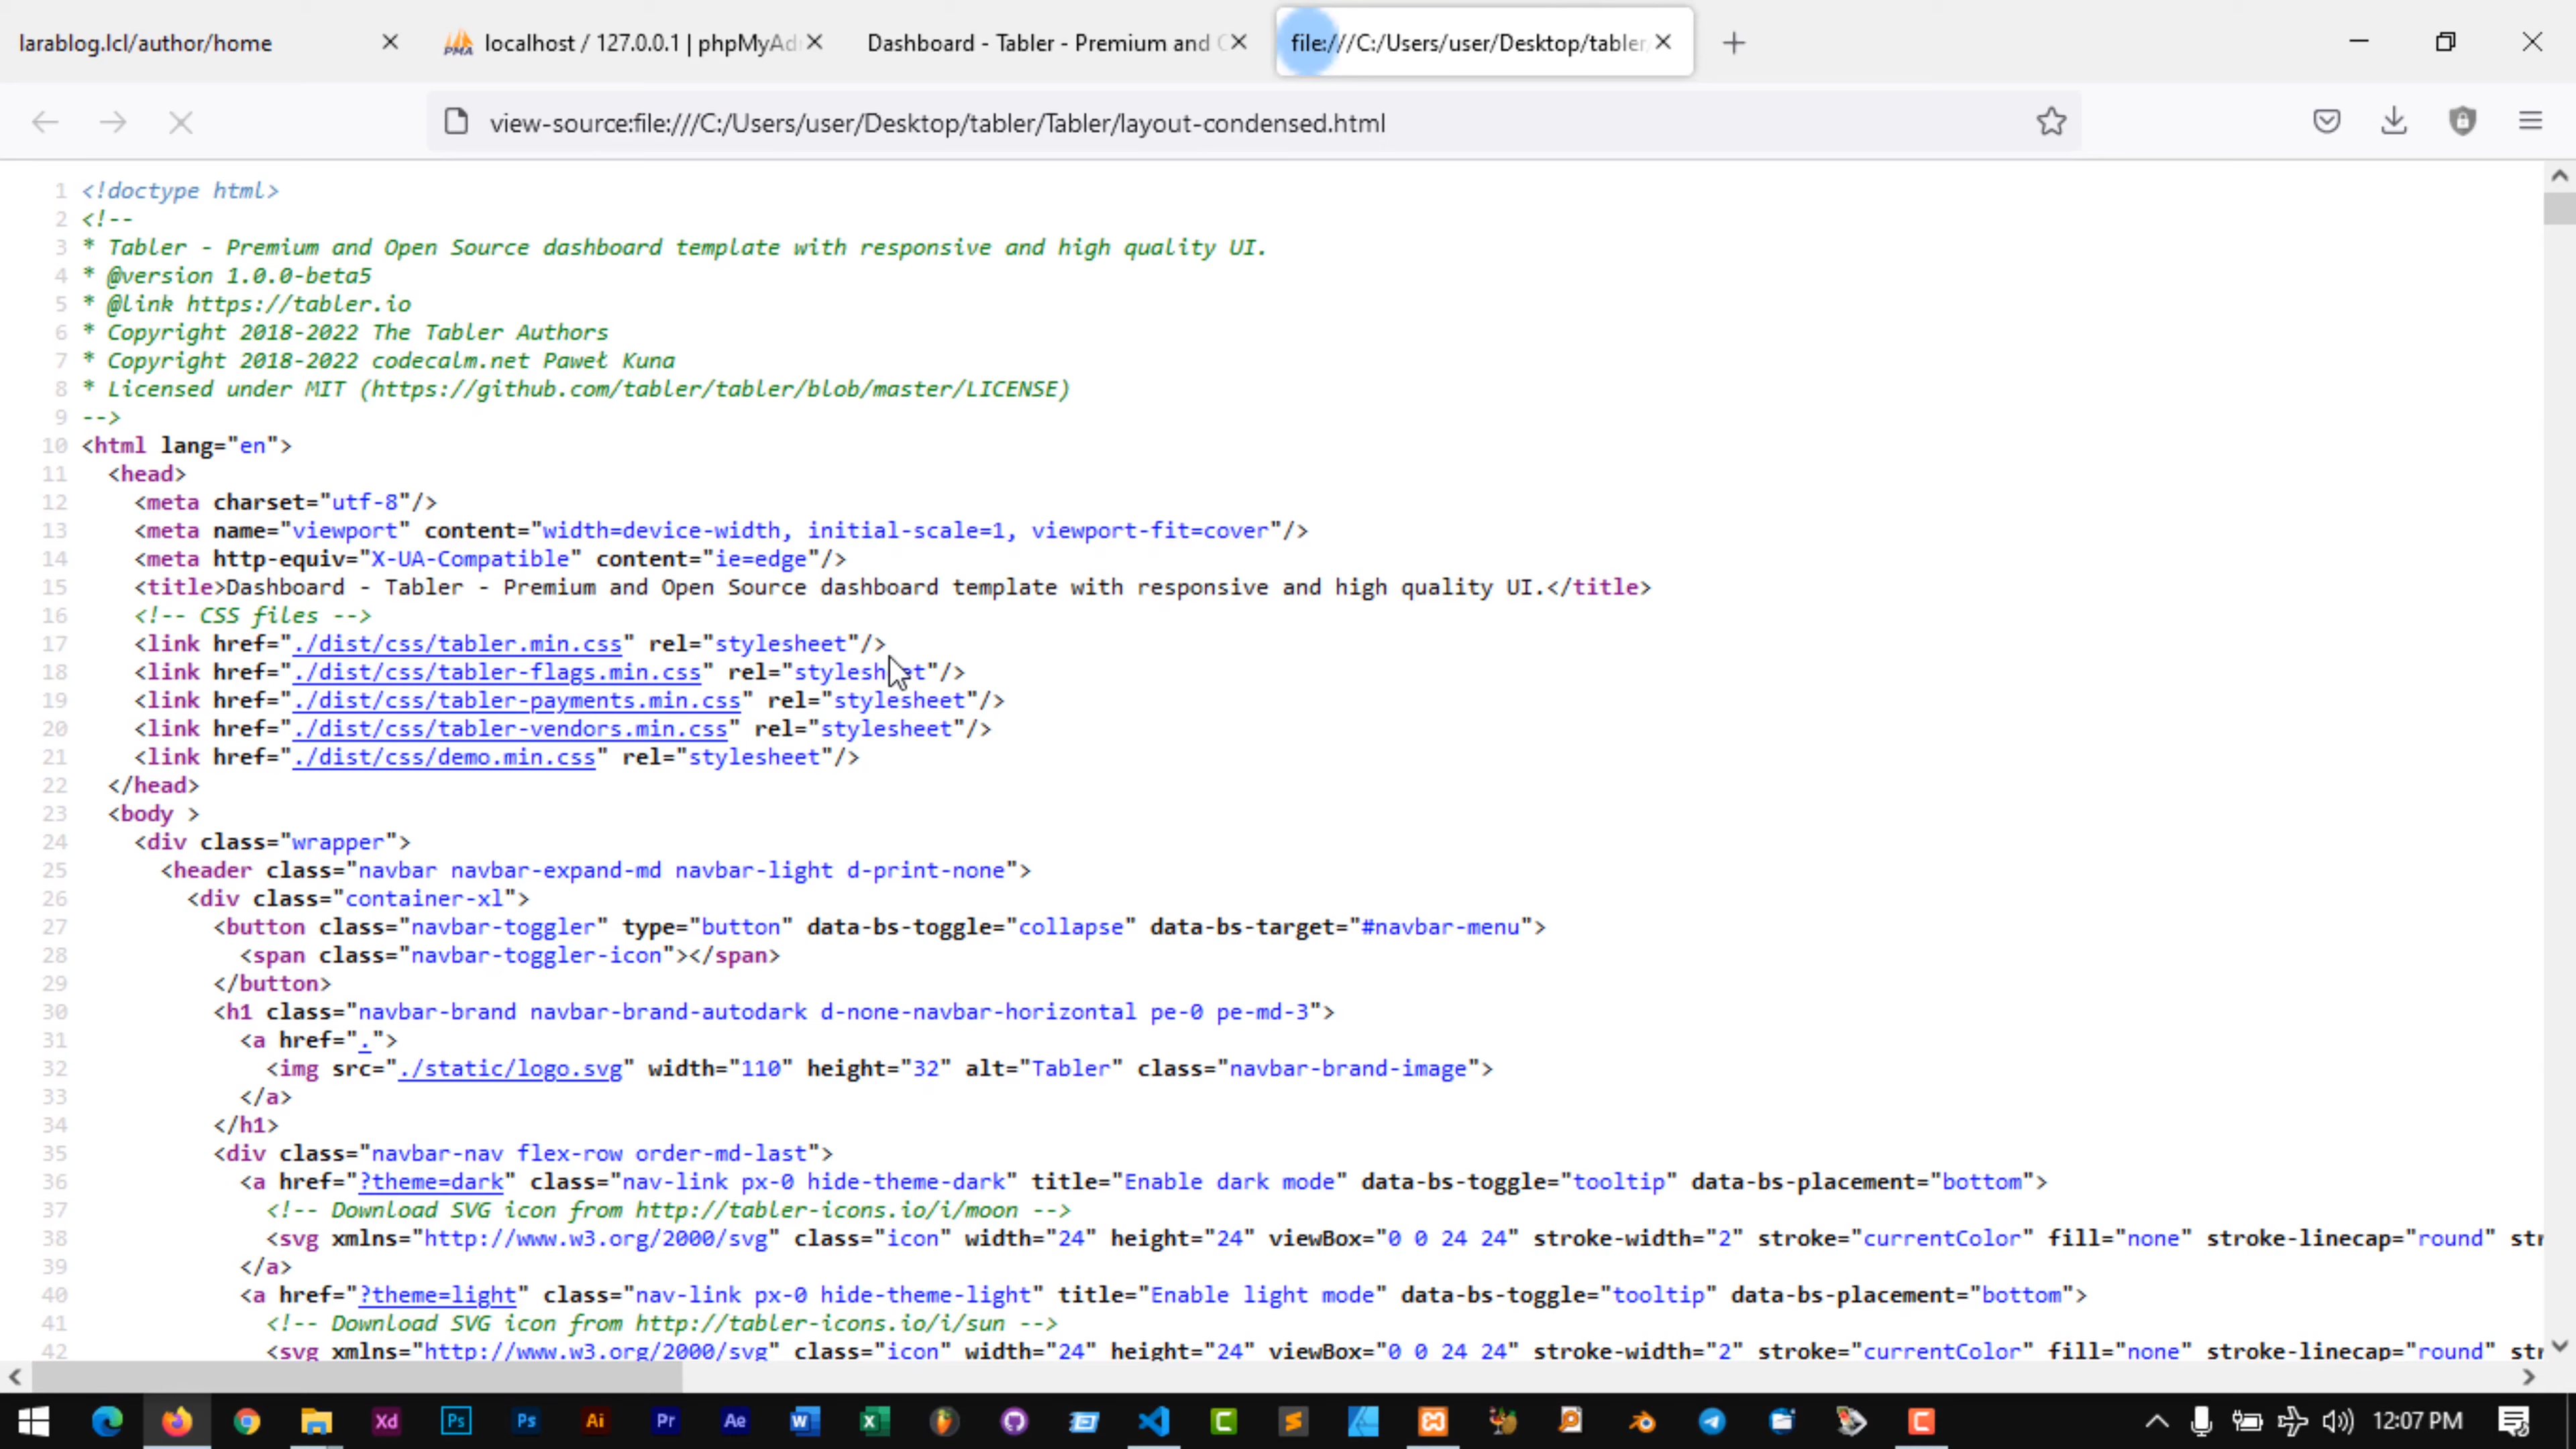 larablog.lcl/author/home
localhost / 127.0.0.1 | phpMyAd
Dashboard - Tabler - Premium and
file:///C:/Users/user/Desktop/tabler
view-source:file:///C:/Users/user/Desktop/tabler/Tabler/layout-condensed.html
1 <!doctype html>
2 <!--
3 * Tabler - Premium and Open Source dashboard template with responsive and high quality UI.
4 * @version 1.0.0-beta5
5 * @link https://tabler.io
6 * Copyright 2018-2022 The Tabler Authors
7 * Copyright 2018-2022 codecalm.net Paweł Kuna
8 * Licensed under MIT (https://github.com/tabler/tabler/blob/master/LICENSE)
9 -->
10 <html lang="en">
11 <head>
12 <meta charset="utf-8"/>
13 <meta name="viewport" content="width=device-width, initial-scale=1, viewport-fit=cover"/>
14 <meta http-equiv="X-UA-Compatible" content="ie=edge"/>
15 <title>Dashboard - Tabler - Premium and Open Source dashboard template with responsive and high quality UI.</title>
16 <!-- CSS files -->
17 <link href="./dist/css/tabler.min.css" rel="stylesheet"/>
18 <link href="./dist/css/tabler-flags.min.css" rel="stylesheet"/>
19 <link href="./dist/css/tabler-payments.min.css" rel="stylesheet"/>
20 <link href="./dist/css/tabler-vendors.min.css" rel="stylesheet"/>
21 <link href="./dist/css/demo.min.css" rel="stylesheet"/>
22 </head>
23 <body >
24 <div class="wrapper">
25 <header class="navbar navbar-expand-md navbar-light d-print-none">
26 <div class="container-xl">
27 <button class="navbar-toggler" type="button" data-bs-toggle="collapse" data-bs-target="#navbar-menu">
28 <span class="navbar-toggler-icon"></span>
29 </button>
30 <h1 class="navbar-brand navbar-brand-autodark d-none-navbar-horizontal pe-0 pe-md-3">
31 <a href=".">
32 <img src="./static/logo.svg" width="110" height="32" alt="Tabler" class="navbar-brand-image">
33 </a>
34 </h1>
35 <div class="navbar-nav flex-row order-md-last">
36 <a href="?theme=dark" class="nav-link px-0 hide-theme-dark" title="Enable dark mode" data-bs-toggle="tooltip" data-bs-placement="bottom">
37 <!-- Download SVG icon from http://tabler-icons.io/i/moon -->
38 <svg xmlns="http://www.w3.org/2000/svg" class="icon" width="24" height="24" viewBox="0 0 24 24" stroke-width="2" stroke="currentColor" fill="none" stroke-linecap="round" str
39 </a>
40 <a href="?theme=light" class="nav-link px-0 hide-theme-light" title="Enable light mode" data-bs-toggle="tooltip" data-bs-placement="bottom">
41 <!-- Download SVG icon from http://tabler-icons.io/i/sun -->
42 <svg xmlns="http://www.w3.org/2000/svg" class="icon" width="24" height="24" viewBox="0 0 24 24" stroke-width="2" stroke="currentColor" fill="none" stroke-linecap="round" str
12:07 PM